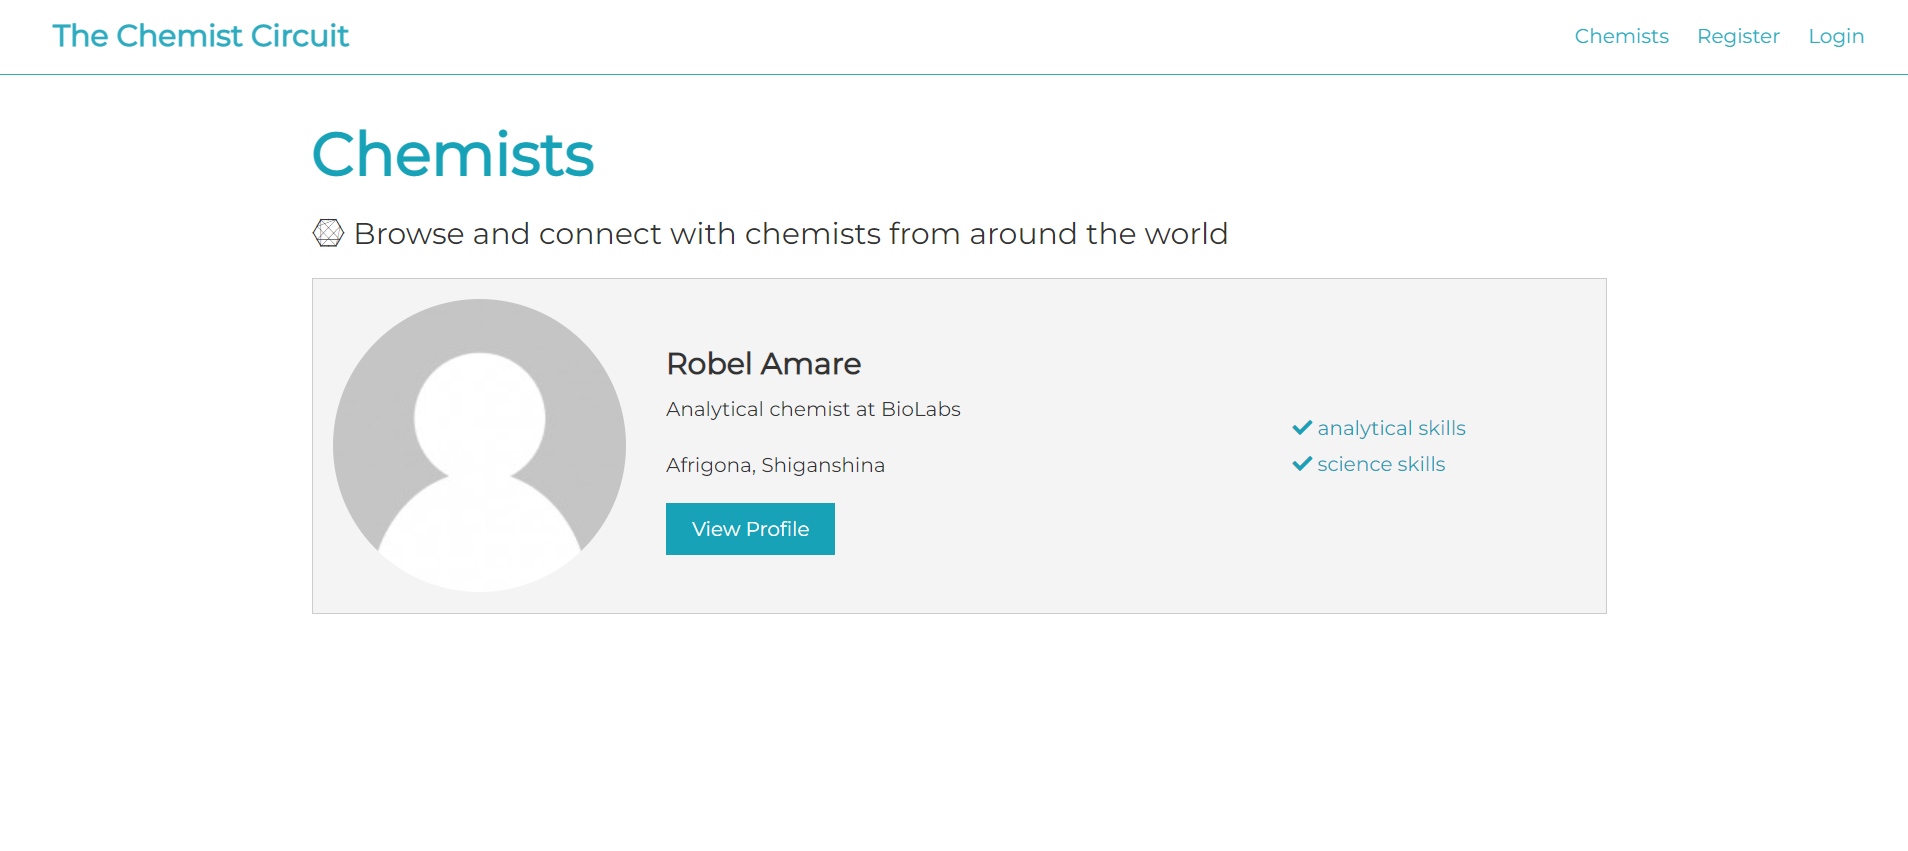 The Chemist Circuit
Chemists Register Login
Chemists
Browse and connect with chemists from around the world
Robel Amare
Analytical chemist at BioLabs
Afrigona, Shiganshina
View Profile
analytical skills
science skills